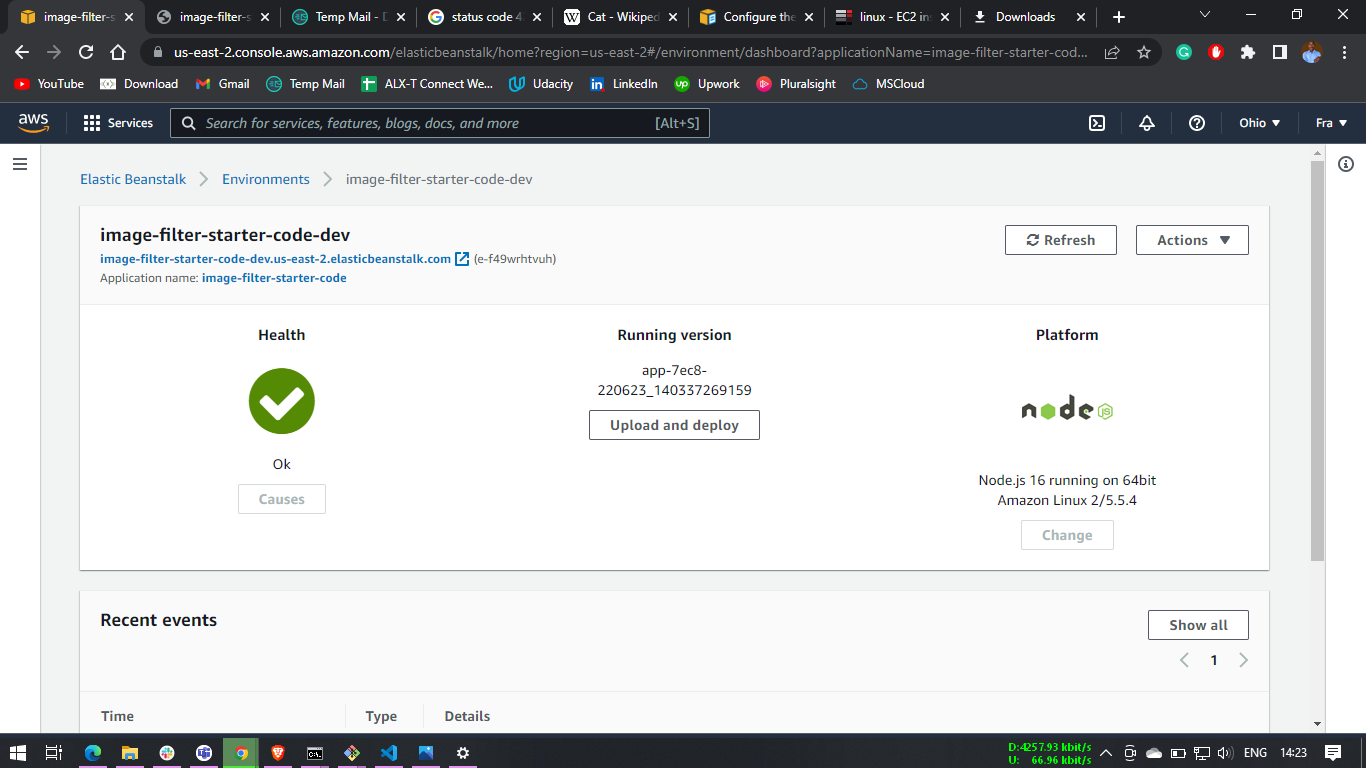 image-filter-s
image-filter-s
Temp Mail - D
status code 4
Cat - Wikiped
Configure the
linux - EC2 in
Downloads
us-east-2.console.aws.amazon.com/elasticbeanstalk/home?region=us-east-2#/environment/dashboard?applicationName=image-filter-starter-cod...
YouTube
Download
Gmail
Temp Mail
ALX-T Connect We...
Udacity
LinkedIn
Upwork
Pluralsight
MSCloud
aws
Services
Search for services, features, blogs, docs, and more
[Alt+S]
Ohio
Fra
Elastic Beanstalk
Environments
image-filter-starter-code-dev
image-filter-starter-code-dev
image-filter-starter-code-dev.us-east-2.elasticbeanstalk.com (e-f49wrhtvuh)
Application name: image-filter-starter-code
Refresh
Actions
Health
Ok
Causes
Running version
app-7ec8-
220623_140337269159
Upload and deploy
Platform
node JS
Node.js 16 running on 64bit
Amazon Linux 2/5.5.4
Change
Recent events
Show all
1
Time
Type
Details
D:4257.93 kbit/s
U: 66.96 kbit/s
ENG
14:23